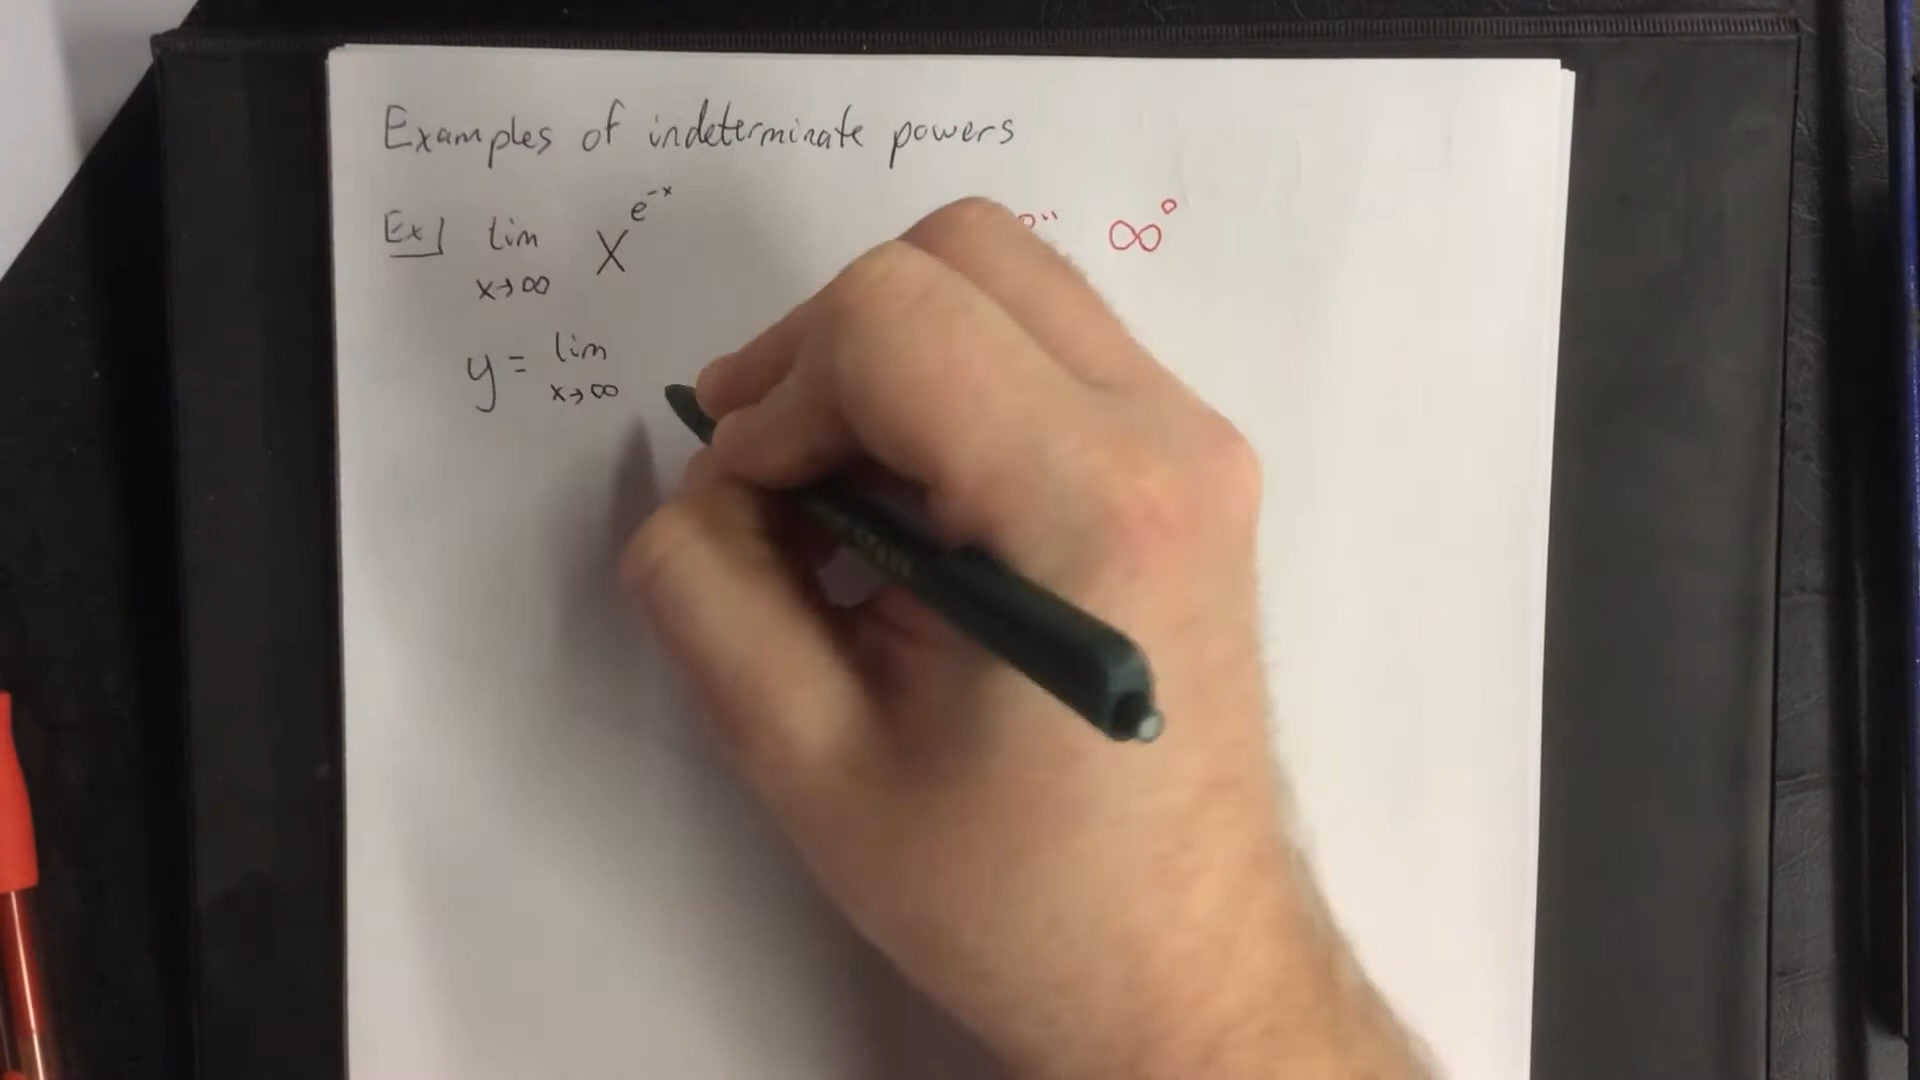 Examples of indeterminate powers
Ex] lim x→∞ x^{e^{-x}} ∞⁰
y = lim x→∞